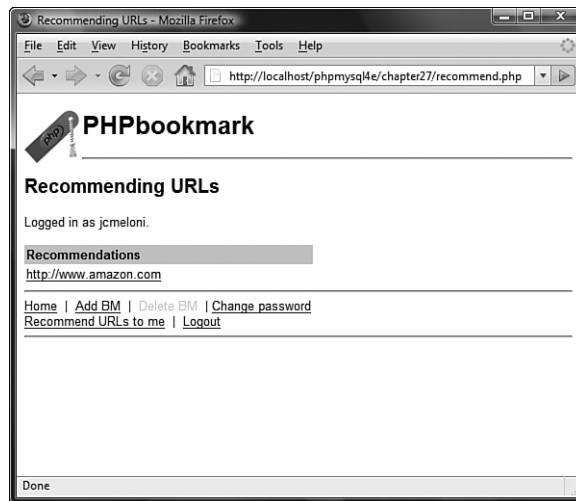 Recommending URLs - Mozilla Firefox
File Edit View History Bookmarks Tools Help
http://localhost/phpmysql4e/chapter27/recommend.php
php
PHPbookmark
Recommending URLs
Logged in as jcmeloni.
Recommendations
http://www.amazon.com
Home | Add BM | Delete BM | Change password
Recommend URLs to me | Logout
Done